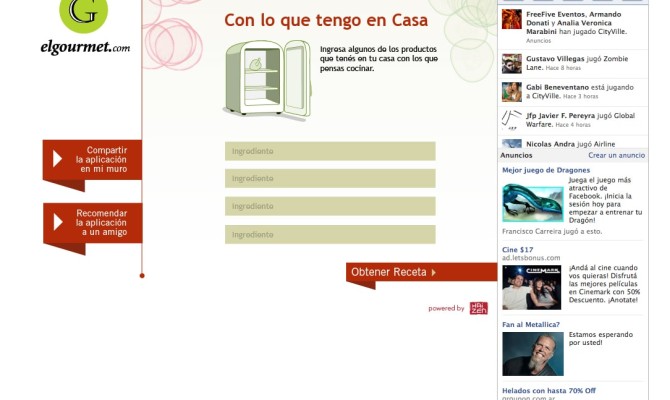 G
elgourmet.com
Con lo que tengo en Casa
Ingresa algunos de los productos
que tenés en tu casa con los que
pensas cocinar.
Ingrediente
Ingrediente
Ingrediente
Ingrediente
Compartir
la aplicación
en mi muro
Recomendar
la aplicación
a un amigo
Obtener Receta
powered by
HAI
ZEN
FreeFive Eventos, Armando
Donati y Aneria Veronica
Marabini han jugado CityVille.
Anuncios
Gustavo Villegas jugó Zombie
Lane. Hace 8 horas
Gabi Beneventano está jugando
a CityVille. Hace 3 horas
Jfp Javier F. Pereyra jugó Global
Warfare. Hace 4 horas
Nicolas Andra jugó Airline
Anuncios
Crear un anuncio
Mejor juego de Dragones
Juega el juego más
atractivo de
Facebook. ¡Inicia la
sesión hoy para
empezar a entrenar tu
Dragón!
Francisco Carreira jugó a esto.
Cine $17
ad.letsbonus.com
CINEMARK
¡Andá al cine cuando
vos quieras! Disfrutá
las mejores películas
en Cinemark con 50%
Descuento. ¡Anotate!
Fan al Metallica?
Estamos esperando
por usted!
Helados con hasta 70% Off
groupon.com.ar